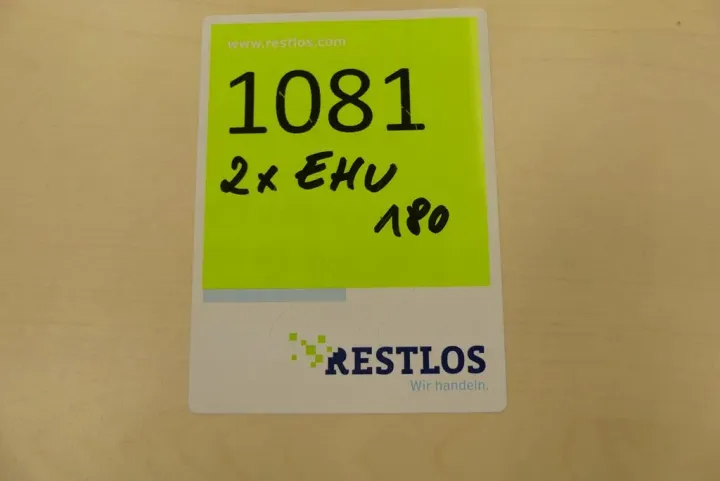 www.restlos.com
1081
2x EHU
180
RESTLOS
Wir handeln.